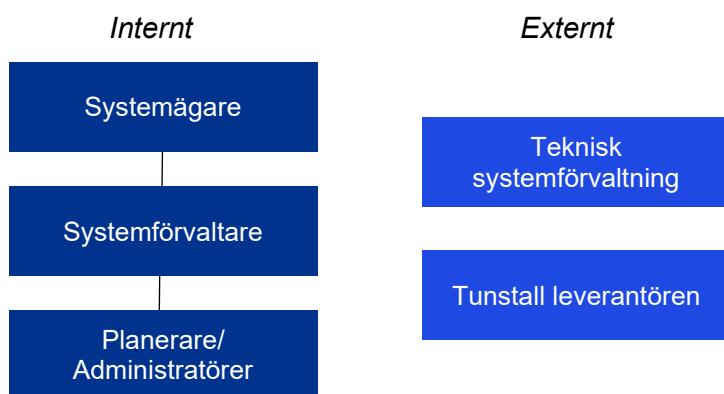 Internt
Externt
Systemägare
Teknisk
systemförvaltning
Systemförvaltare
Tunstall leverantören
Planerare/
Administratörer